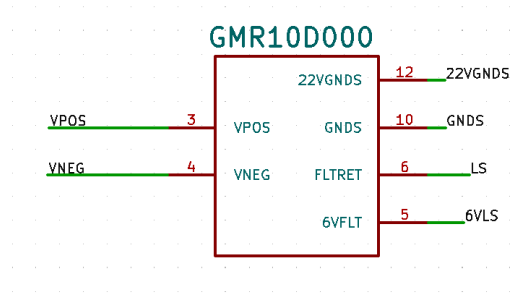 GMR10D000
22VGNDS 12 22VGNDS
VPOS 3 VPOS GNDS 10 GNDS
VNEG 4 VNEG FLTRET 6 LS
6VFLT 5 6VLS